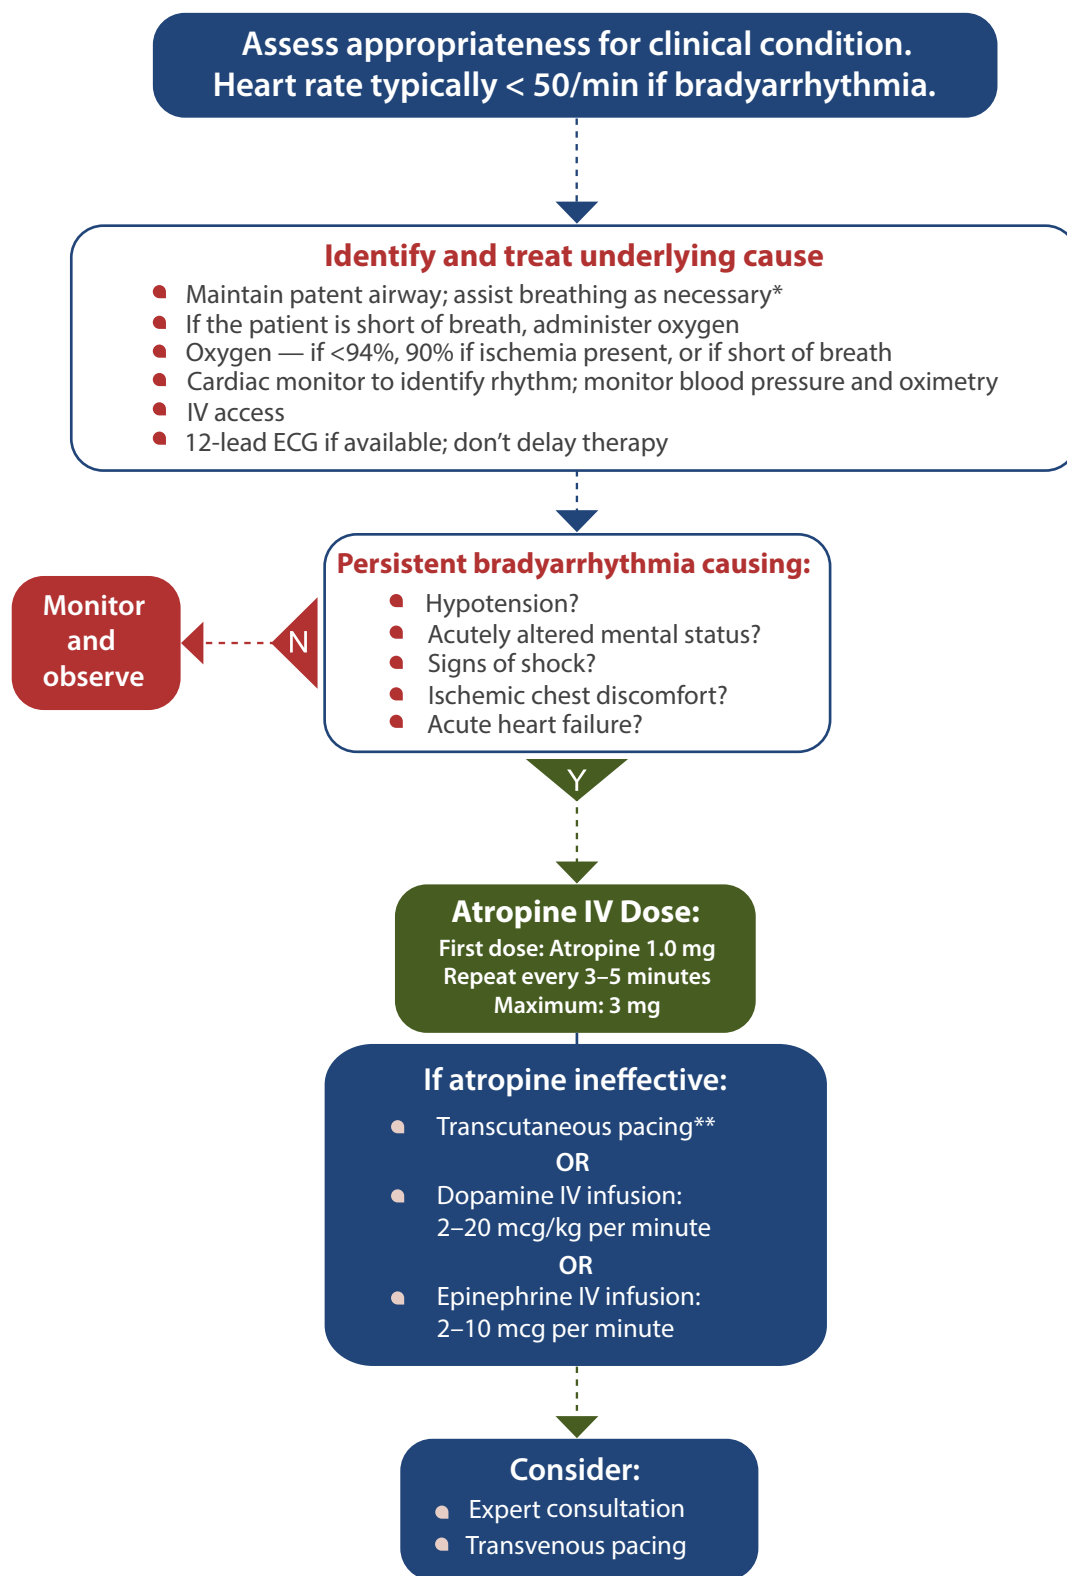 Assess appropriateness for clinical condition.
Heart rate typically < 50/min if bradyarrhythmia.
Identify and treat underlying cause
Maintain patent airway; assist breathing as necessary*
If the patient is short of breath, administer oxygen
Oxygen — if <94%, 90% if ischemia present, or if short of breath
Cardiac monitor to identify rhythm; monitor blood pressure and oximetry
IV access
12-lead ECG if available; don’t delay therapy
Persistent bradyarrhythmia causing:
Hypotension?
Acutely altered mental status?
Signs of shock?
Ischemic chest discomfort?
Acute heart failure?
N
Monitor
and
observe
Y
Atropine IV Dose:
First dose: Atropine 1.0 mg
Repeat every 3–5 minutes
Maximum: 3 mg
If atropine ineffective:
Transcutaneous pacing**
OR
Dopamine IV infusion:
2–20 mcg/kg per minute
OR
Epinephrine IV infusion:
2–10 mcg per minute
Consider:
Expert consultation
Transvenous pacing